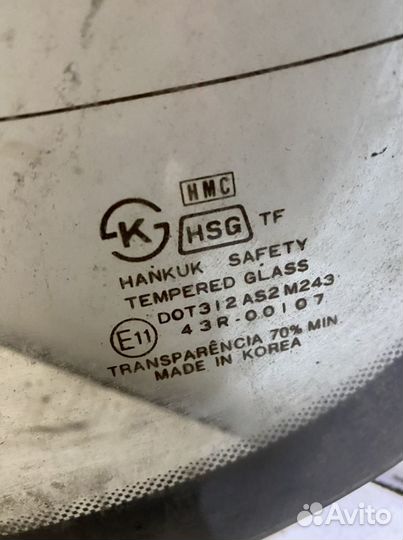 HMC
K HSG TF
HANKUK SAFETY
TEMPERED GLASS
DOT312 AS2 M243
E11 43R-00107
TRANSPARÊNCIA 70% MIN
MADE IN KOREA
Avito